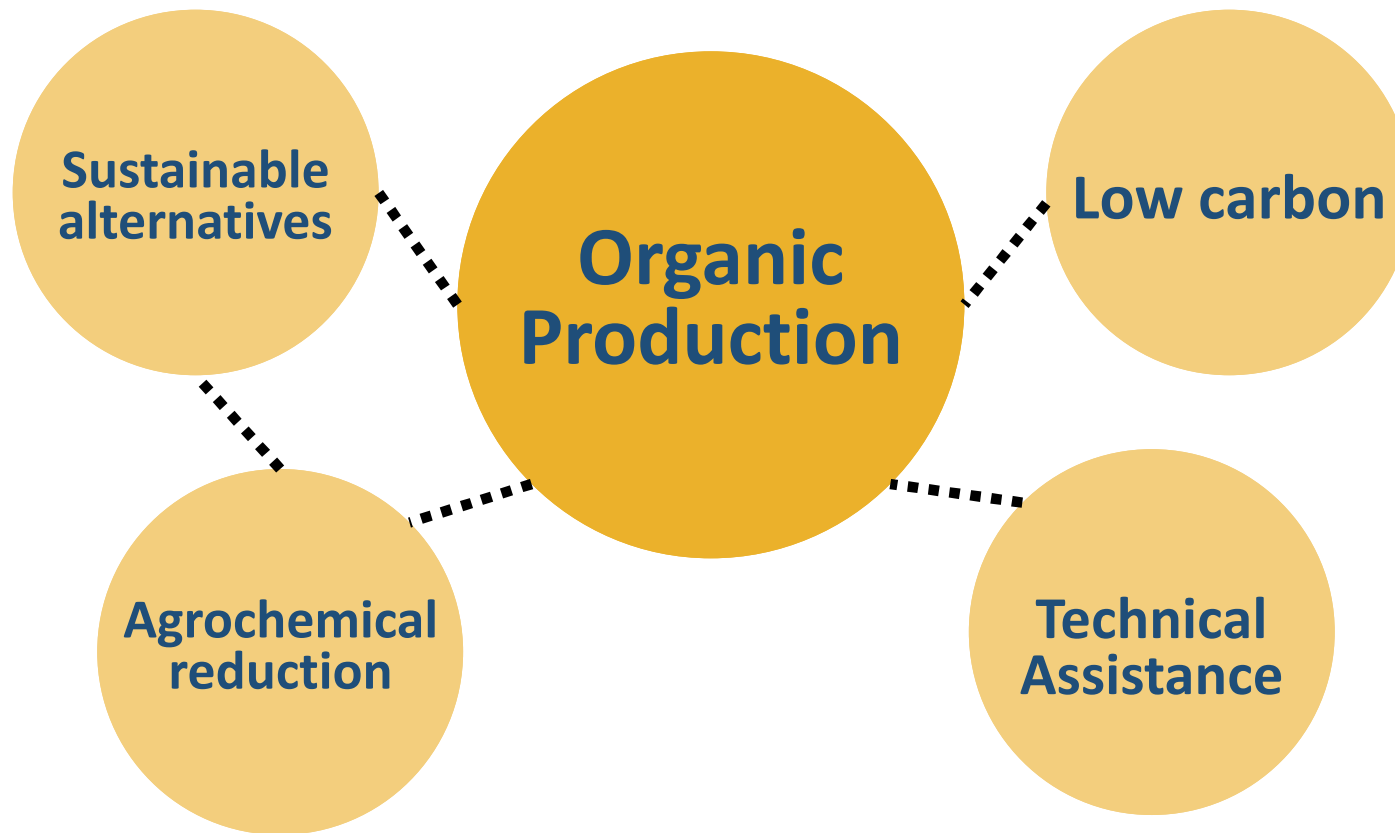 Sustainable
alternatives
Organic
Production
Low carbon
Agrochemical
reduction
Technical
Assistance